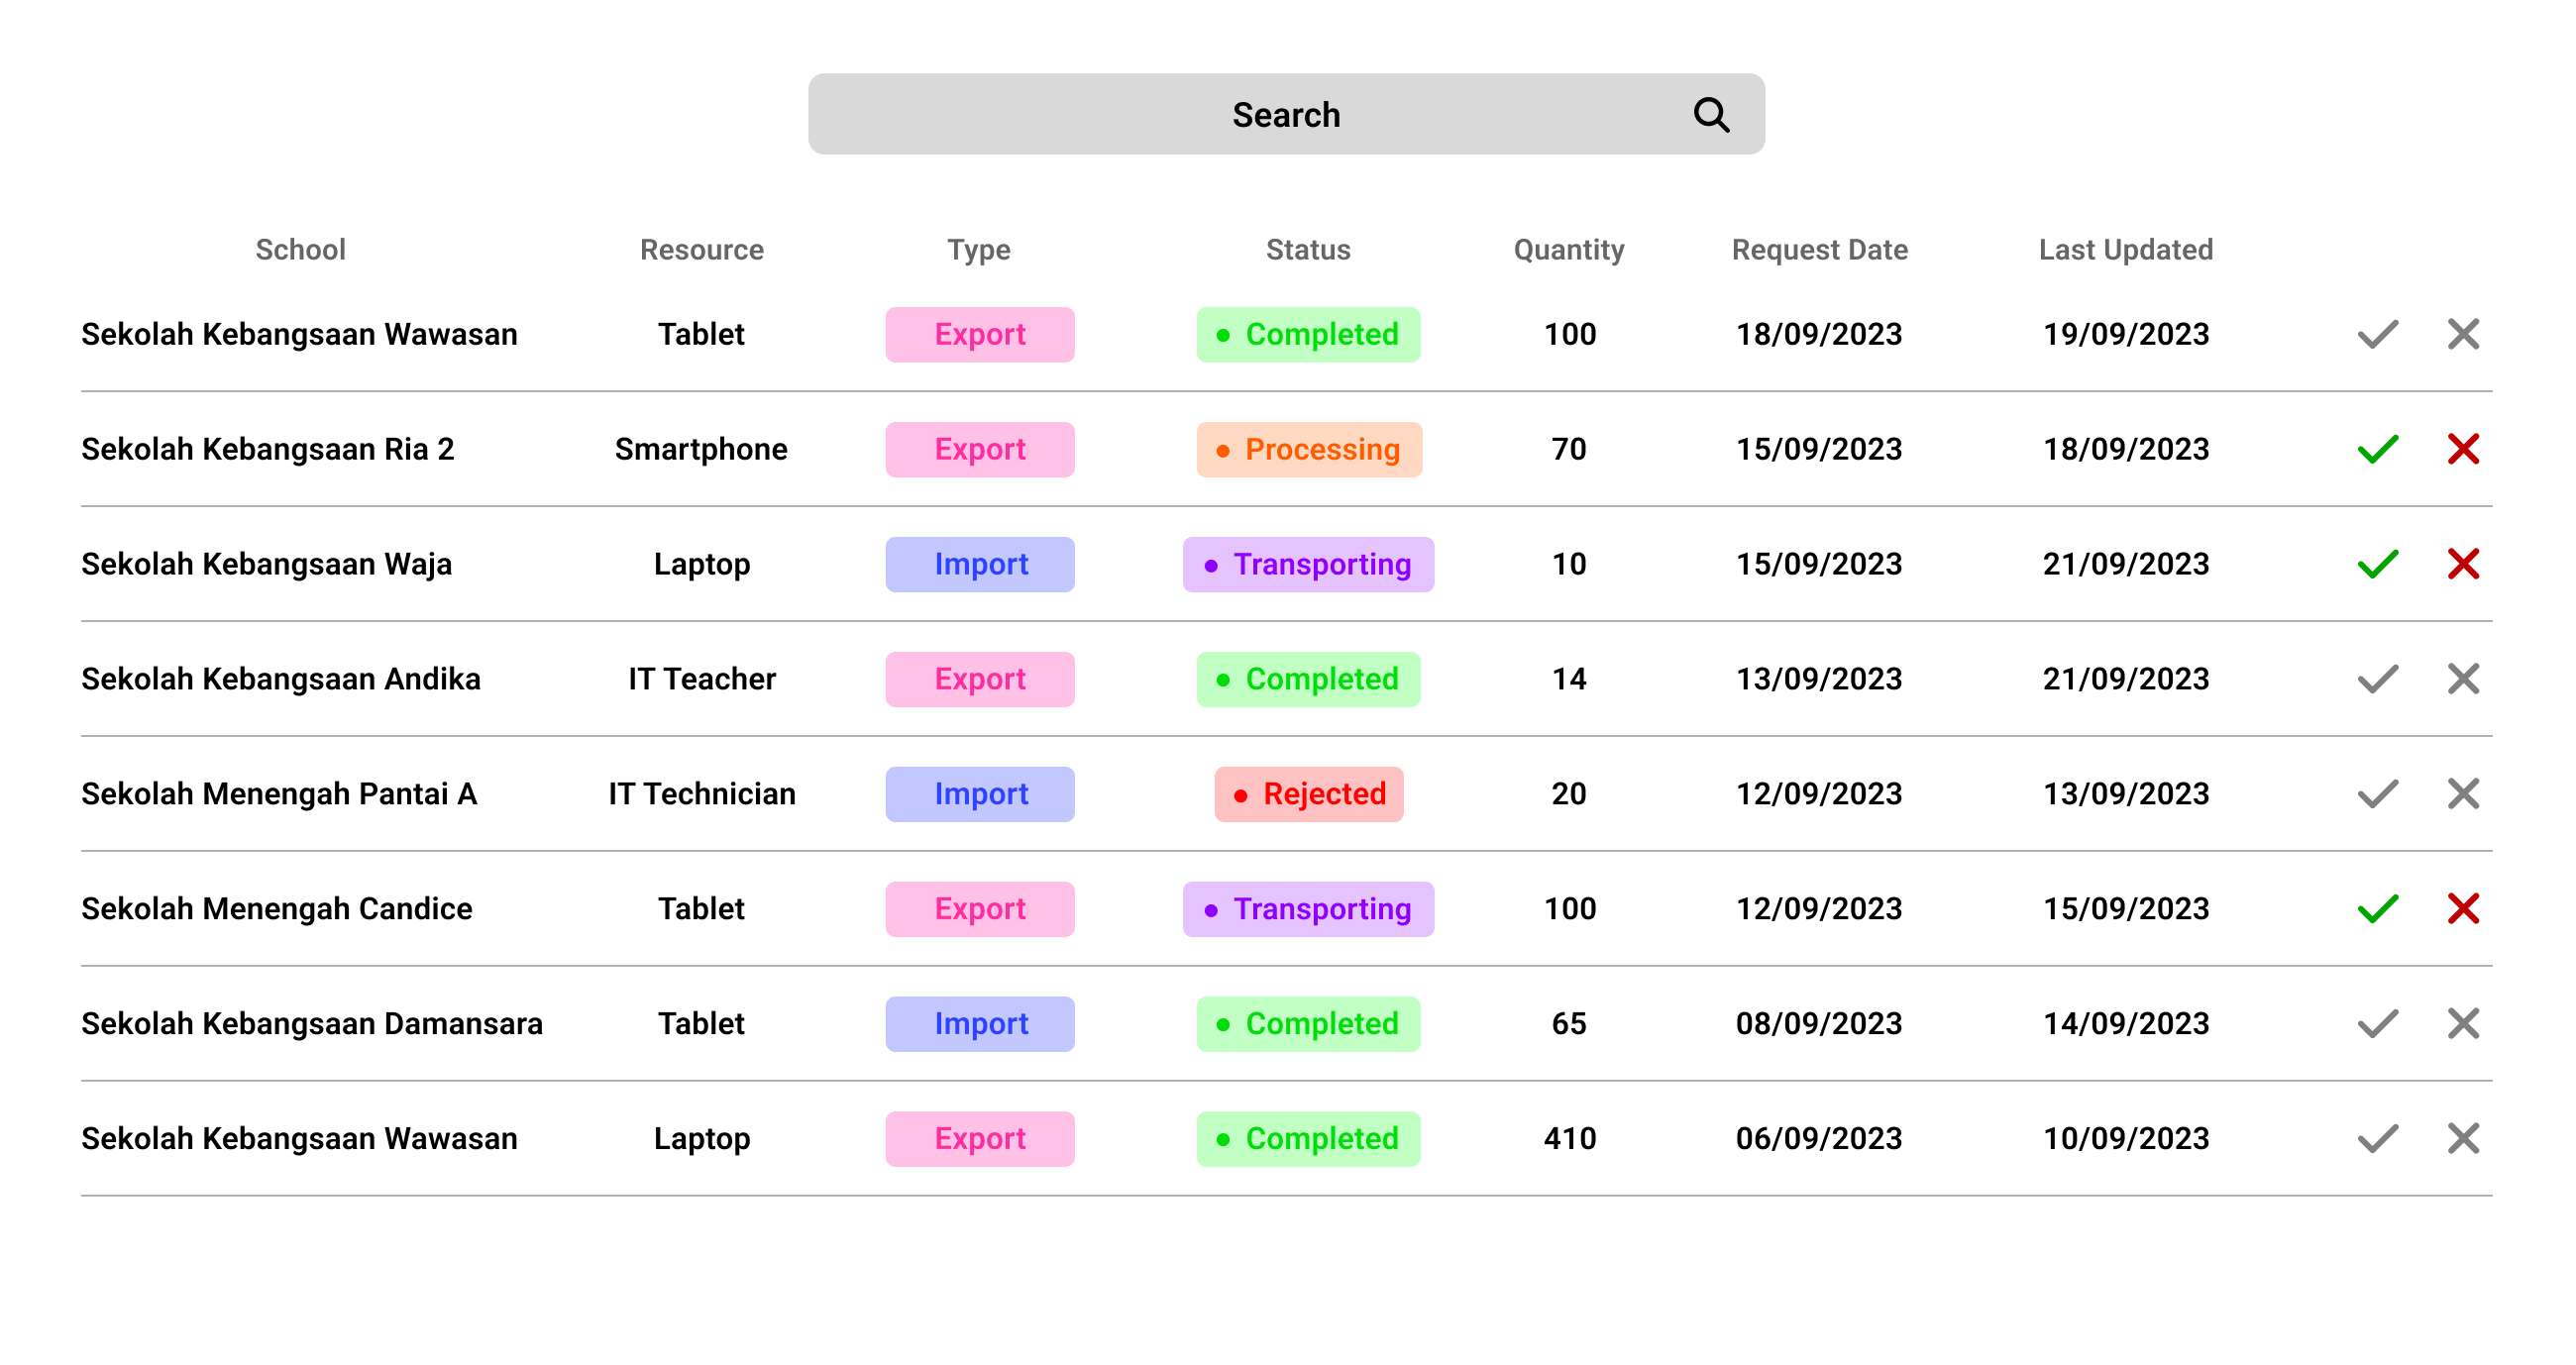 Search
School Resource Type Status Quantity Request Date Last Updated
Sekolah Kebangsaan Wawasan Tablet Export Completed 100 18/09/2023 19/09/2023
Sekolah Kebangsaan Ria 2 Smartphone Export Processing 70 15/09/2023 18/09/2023
Sekolah Kebangsaan Waja Laptop Import Transporting 10 15/09/2023 21/09/2023
Sekolah Kebangsaan Andika IT Teacher Export Completed 14 13/09/2023 21/09/2023
Sekolah Menengah Pantai A IT Technician Import Rejected 20 12/09/2023 13/09/2023
Sekolah Menengah Candice Tablet Export Transporting 100 12/09/2023 15/09/2023
Sekolah Kebangsaan Damansara Tablet Import Completed 65 08/09/2023 14/09/2023
Sekolah Kebangsaan Wawasan Laptop Export Completed 410 06/09/2023 10/09/2023